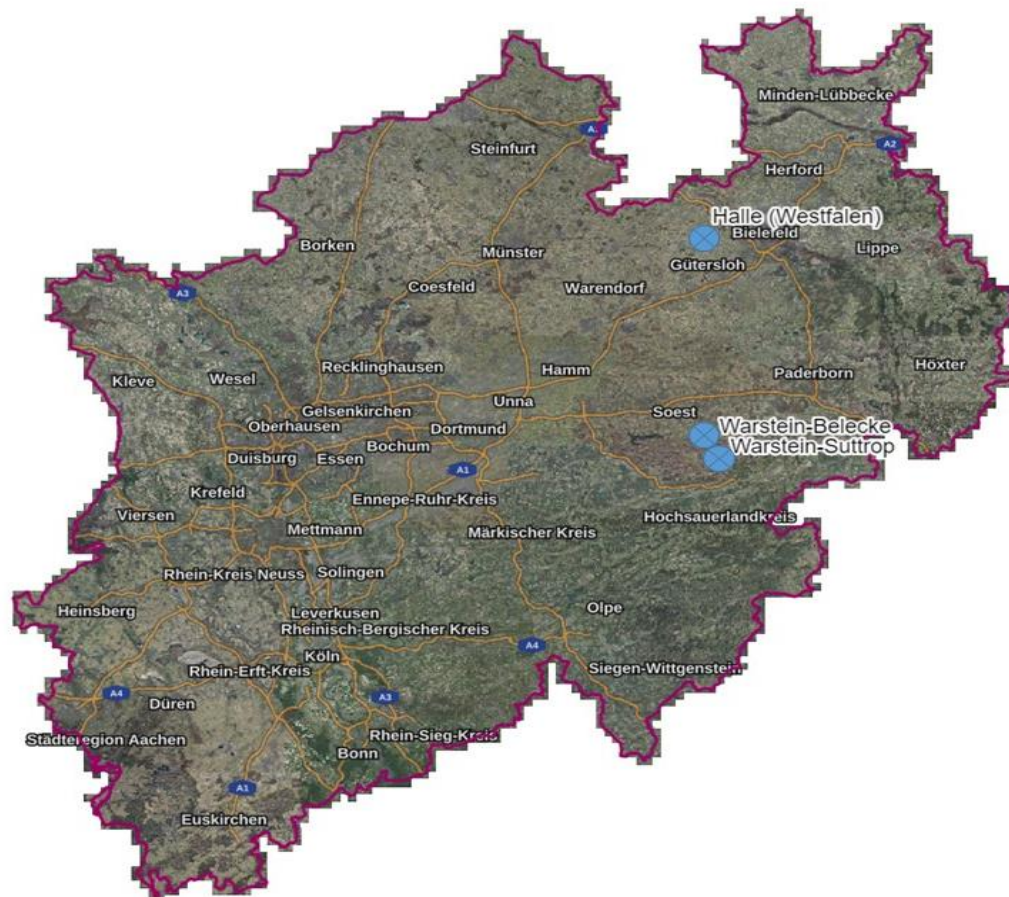 Minden-Lübbecke
A2
Steinfurt
Herford
Halle (Westfalen)
Bielefeld
Borken
Münster
Lippe
Gütersloh
Coesfeld
Warendorf
A3
Recklinghausen
Hamm
Paderborn
Höxter
Kleve
Wesel
Gelsenkirchen
Unna
Soest
Oberhausen
Dortmund
Warstein-Belecke
Bochum
Warstein-Suttrop
Duisburg
Essen
A1
Krefeld
Ennepe-Ruhr-Kreis
Viersen
Hochsauerlandkreis
Mettmann
Märkischer Kreis
Rhein-Kreis Neuss
Solingen
Heinsberg
Leverkusen
Olpe
Rheinisch-Bergischer Kreis
A4
Köln
Rhein-Erft-Kreis
Siegen-Wittgenstein
A4
Düren
A3
Städteregion Aachen
Rhein-Sieg-Kreis
Bonn
A1
Euskirchen